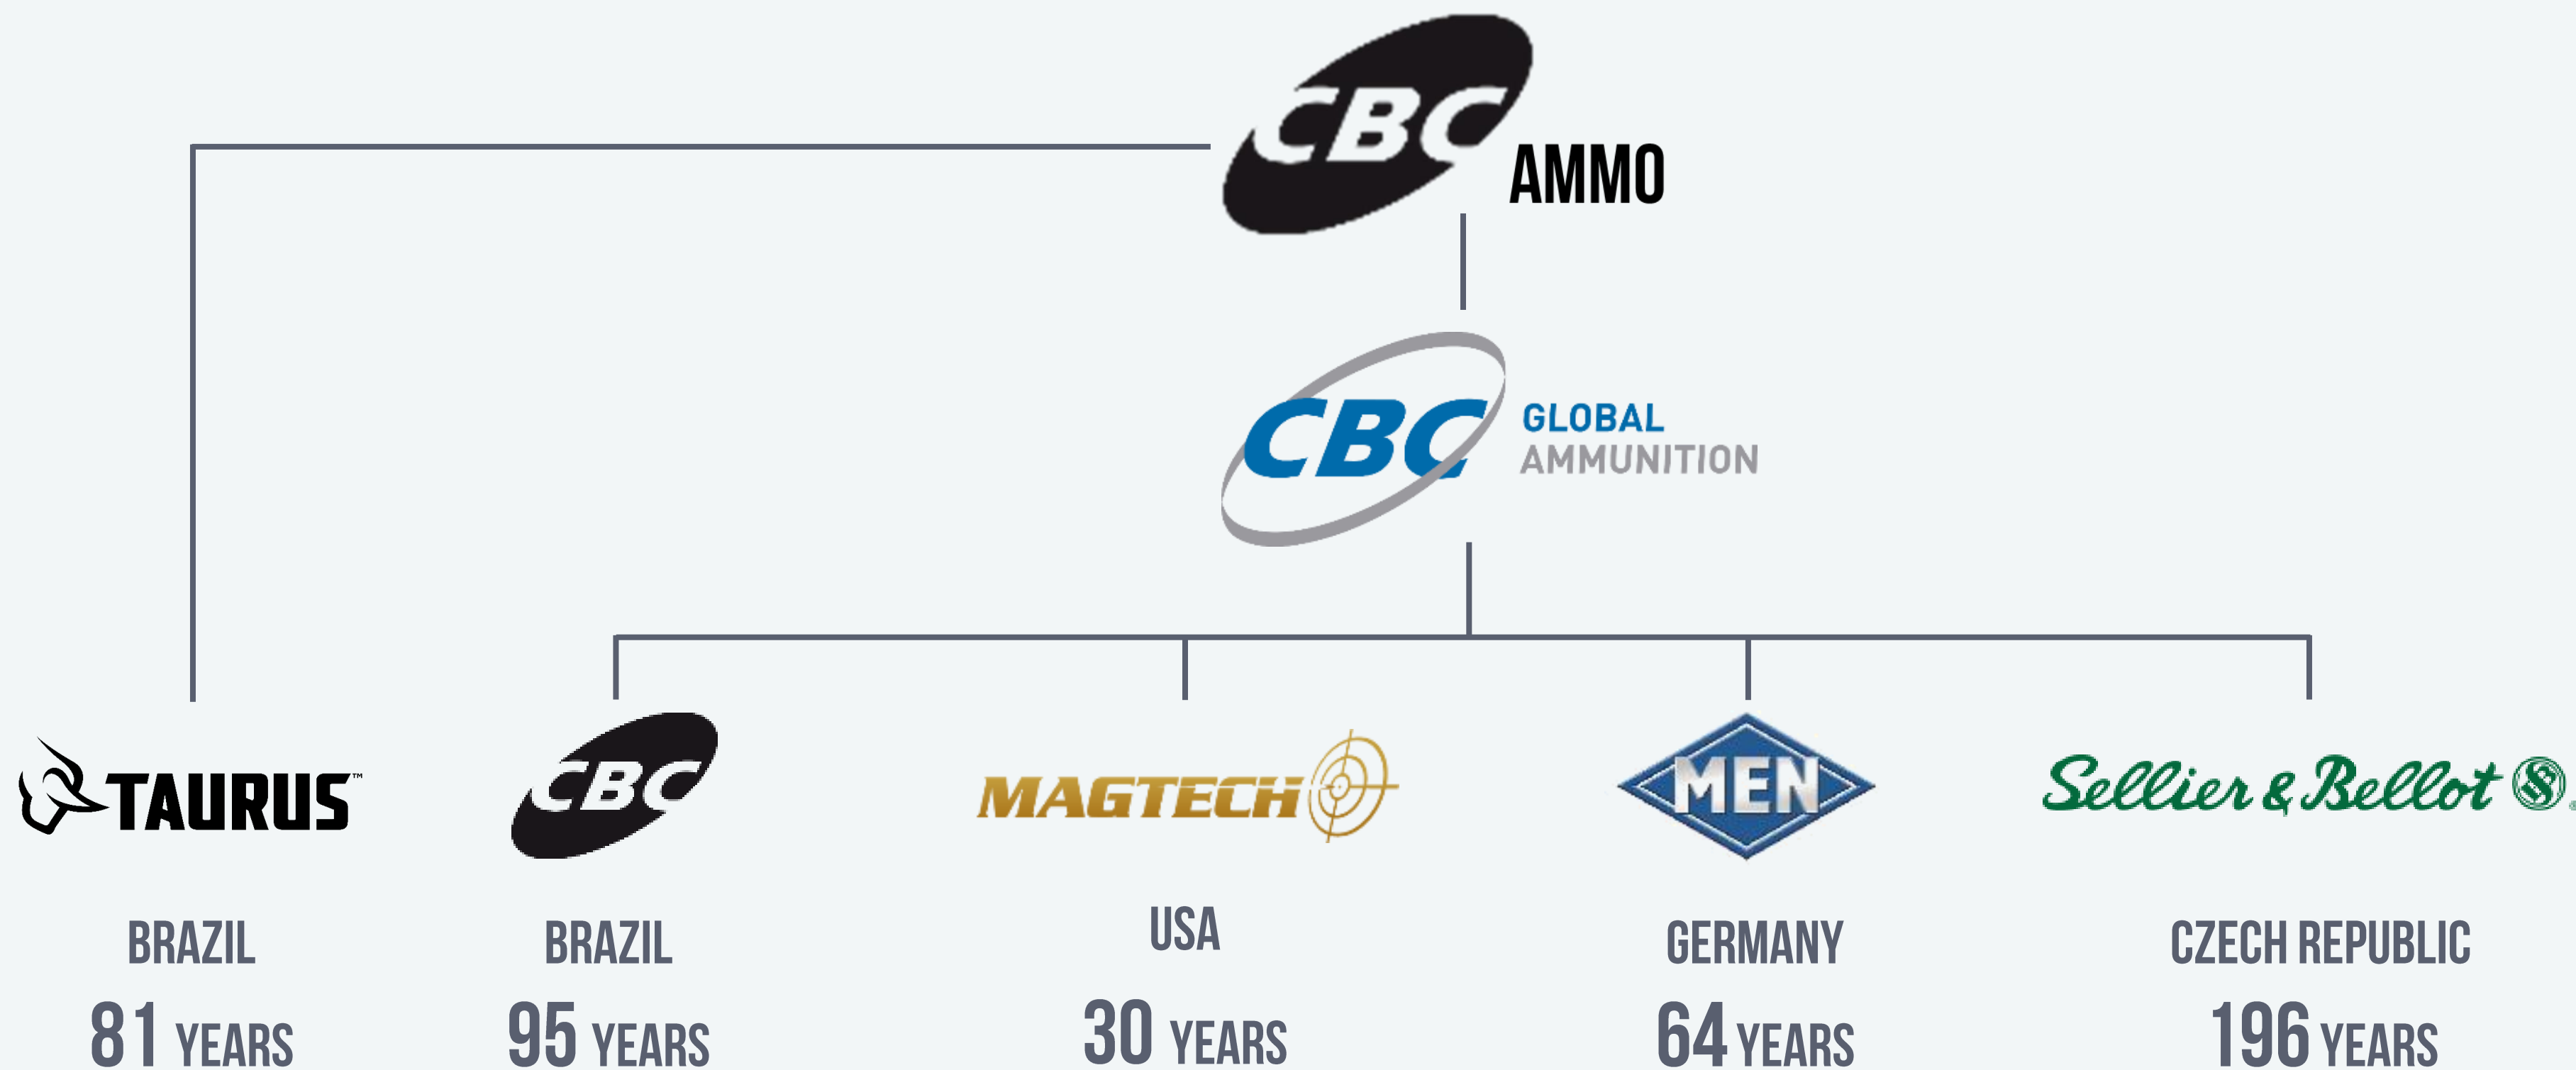 CBC
AMMO
CBC
GLOBAL
AMMUNITION
TAURUS™
CBC
MAGTECH
MEN
Sellier & Bellot
BRAZIL
BRAZIL
USA
GERMANY
CZECH REPUBLIC
81 YEARS
95 YEARS
30 YEARS
64 YEARS
196 YEARS